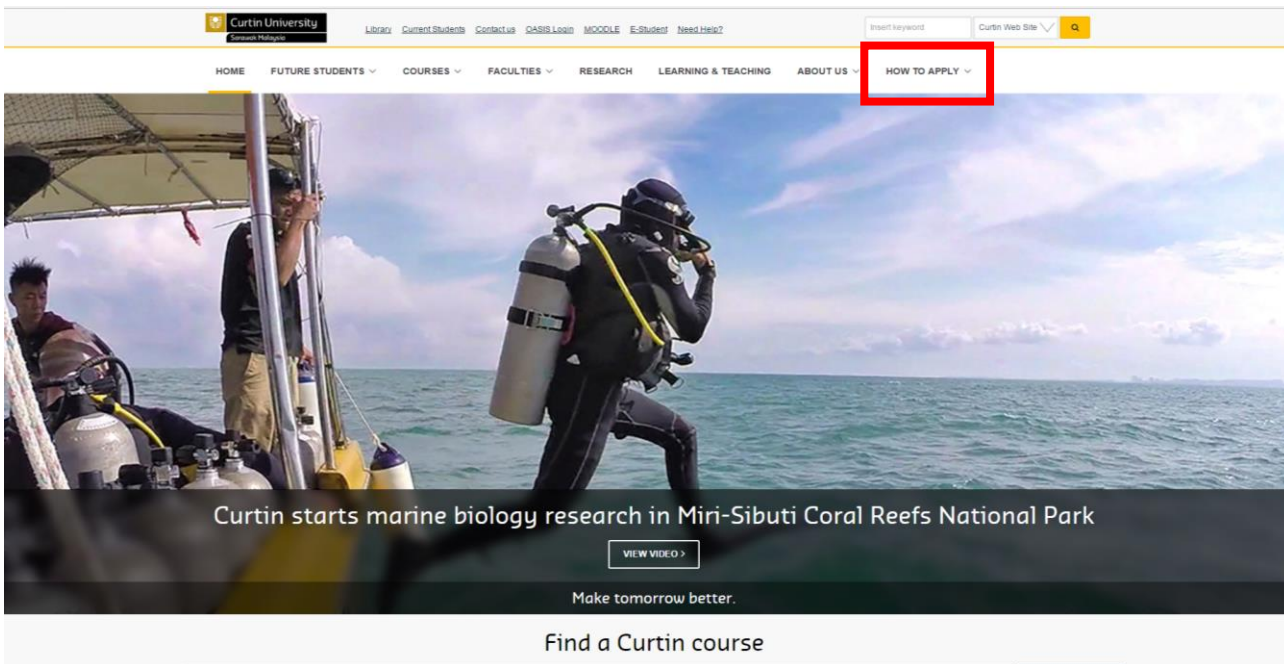 Curtin University
Sarawak Malaysia
Library Current Students Contact us OASIS Login MOODLE E-Student Need Help?
Insert keyword
Curtin Web Site
HOME FUTURE STUDENTS COURSES FACULTIES RESEARCH LEARNING & TEACHING ABOUT US HOW TO APPLY
Curtin starts marine biology research in Miri-Sibuti Coral Reefs National Park
VIEW VIDEO >
Make tomorrow better.
Find a Curtin course